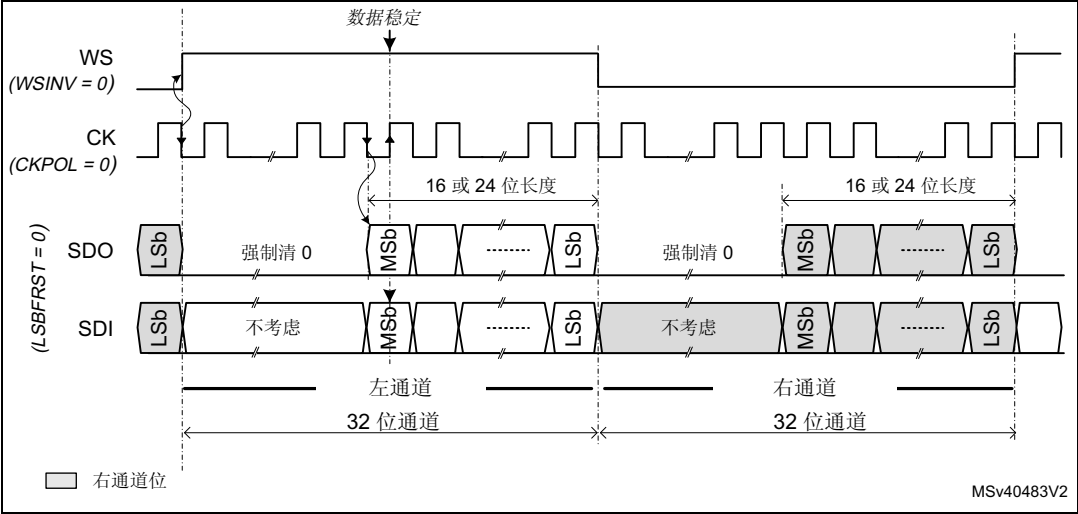 数据稳定
WS
(WSINV = 0)
CK
(CKPOL = 0)
16 或 24 位长度
16 或 24 位长度
(LSBFRST = 0)
SDO
LSb
强制清 0
MSb
LSb
强制清 0
MSb
LSb
SDI
LSb
不考虑
MSb
LSb
不考虑
MSb
LSb
左通道
右通道
32 位通道
32 位通道
右通道位
MSv40483V2